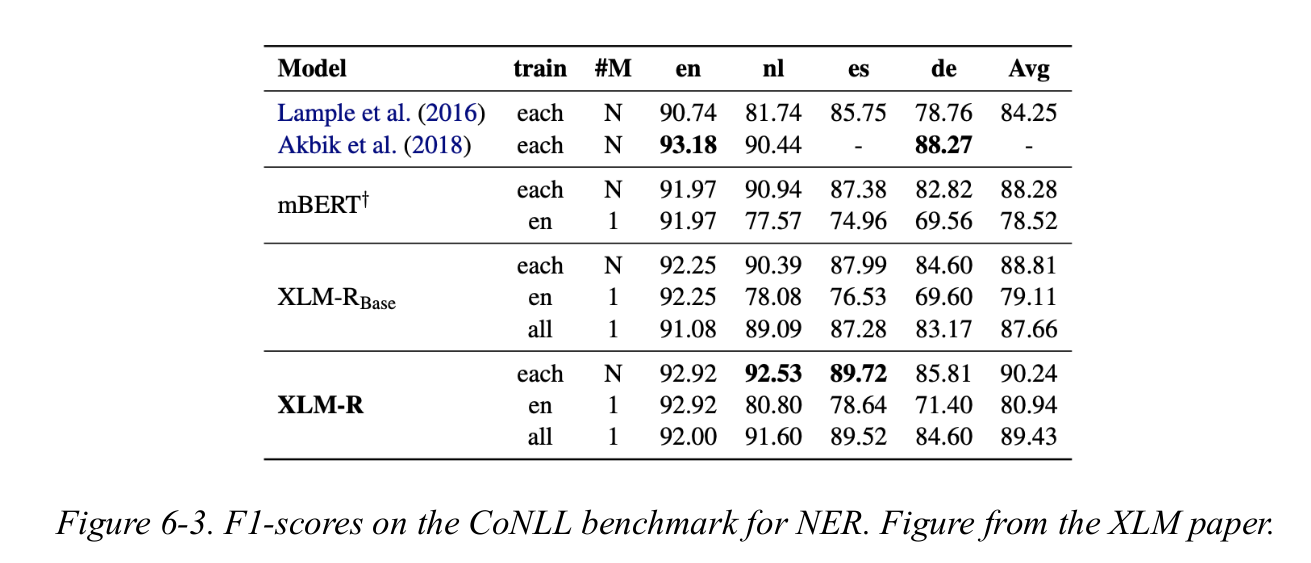 Model train #M en nl es de Avg
Lample et al. (2016) each N 90.74 81.74 85.75 78.76 84.25
Akbik et al. (2018) each N 93.18 90.44 - 88.27 -
mBERT† each N 91.97 90.94 87.38 82.82 88.28
en 1 91.97 77.57 74.96 69.56 78.52
each N 92.25 90.39 87.99 84.60 88.81
XLM-RBase en 1 92.25 78.08 76.53 69.60 79.11
all 1 91.08 89.09 87.28 83.17 87.66
each N 92.92 92.53 89.72 85.81 90.24
XLM-R en 1 92.92 80.80 78.64 71.40 80.94
all 1 92.00 91.60 89.52 84.60 89.43
Figure 6-3. F1-scores on the CoNLL benchmark for NER. Figure from the XLM paper.